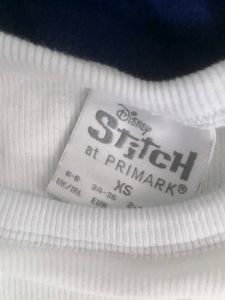 Disney
Stitch
at PRIMARK®
XS
6-8 34-36
UK/IRL EUR